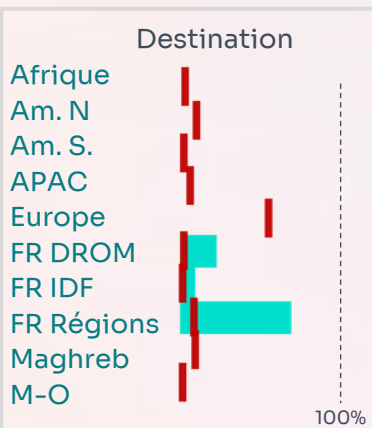 Destination
Afrique
Am. N
Am. S.
APAC
Europe
FR DROM
FR IDF
FR Régions
Maghreb
M-O
100%